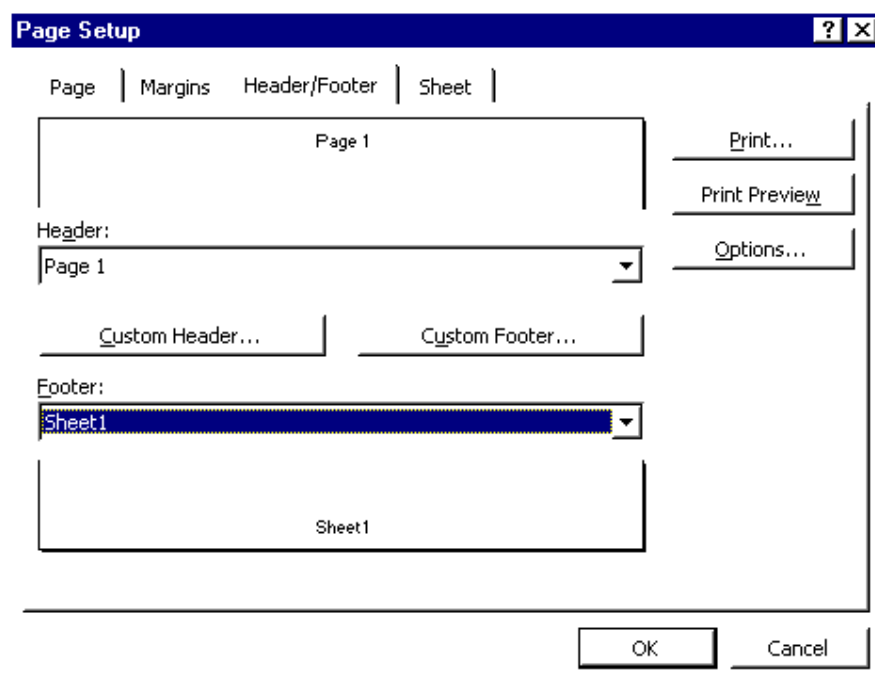 Page Setup
Page Margins Header/Footer Sheet
Page 1
Print...
Print Preview
Header:
Page 1
Options...
Custom Header... Custom Footer...
Footer:
Sheet1
Sheet1
OK Cancel